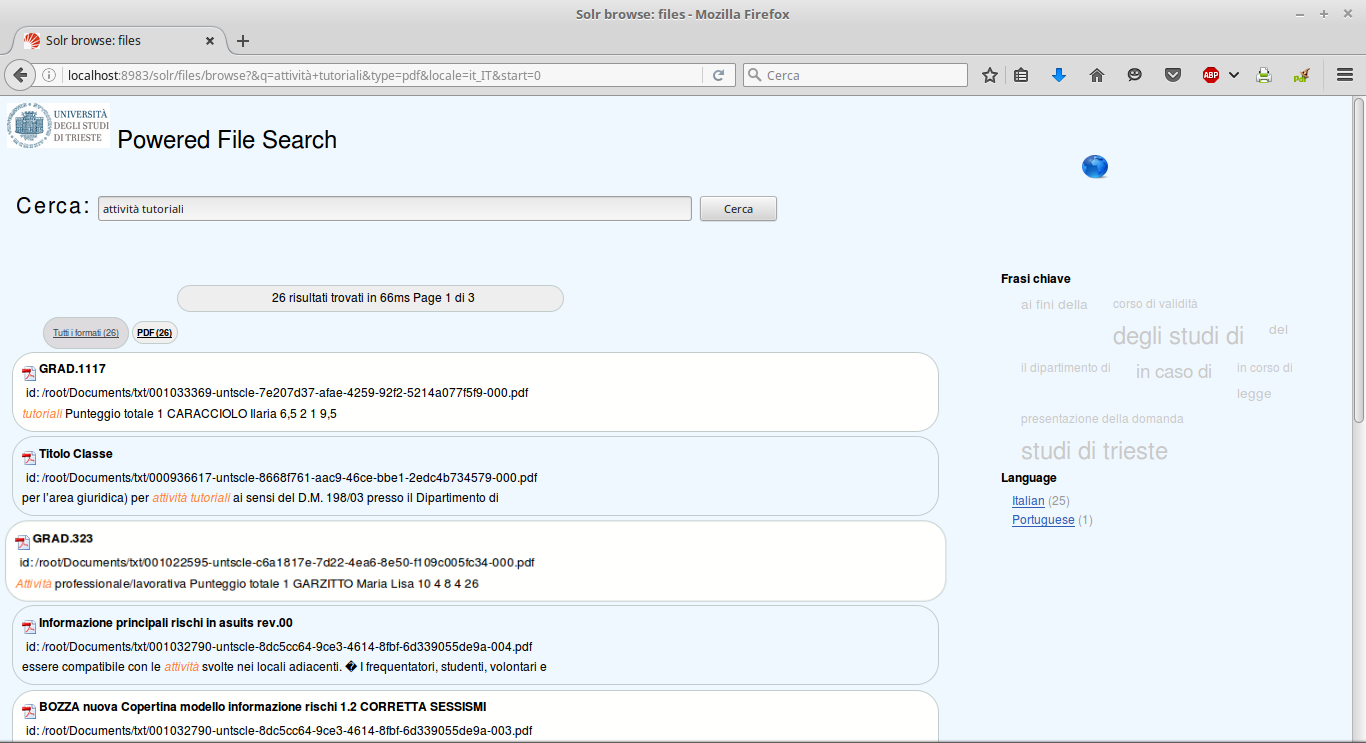 Solr browse: files - Mozilla Firefox
Solr browse: files
localhost:8983/solr/files/browse?&q=attività+tutoriali&type=pdf&locale=it_IT&start=0
Cerca
ABP
UNIVERSITÀ
DEGLI STUDI
DI TRIESTE
Powered File Search
Cerca: attività tutoriali Cerca
26 risultati trovati in 66ms Page 1 di 3
Tutti i formati (26) PDF (26)
GRAD.1117
id: /root/Documents/txt/001033369-untscle-7e207d37-afae-4259-92f2-5214a077f5f9-000.pdf
tutoriali Punteggio totale 1 CARACCIOLO Ilaria 6,5 2 1 9,5
Titolo Classe
id: /root/Documents/txt/000936617-untscle-8668f761-aac9-46ce-bbe1-2edc4b734579-000.pdf
per l'area giuridica) per attività tutoriali ai sensi del D.M. 198/03 presso il Dipartimento di
GRAD.323
id: /root/Documents/txt/001022595-untscle-c6a1817e-7d22-4ea6-8e50-f109c005fc34-000.pdf
Attività professionale/lavorativa Punteggio totale 1 GARZITTO Maria Lisa 10 4 8 4 26
Informazione principali rischi in asuits rev.00
id: /root/Documents/txt/001032790-untscle-8dc5cc64-9ce3-4614-8fbf-6d339055de9a-004.pdf
essere compatibile con le attività svolte nei locali adiacenti. � I frequentatori, studenti, volontari e
BOZZA nuova Copertina modello informazione rischi 1.2 CORRETTA SESSISMI
id: /root/Documents/txt/001032790-untscle-8dc5cc64-9ce3-4614-8fbf-6d339055de9a-003.pdf
Frasi chiave
ai fini della corso di validità
degli studi di del
il dipartimento di in caso di in corso di
legge
presentazione della domanda
studi di trieste
Language
Italian (25)
Portuguese (1)